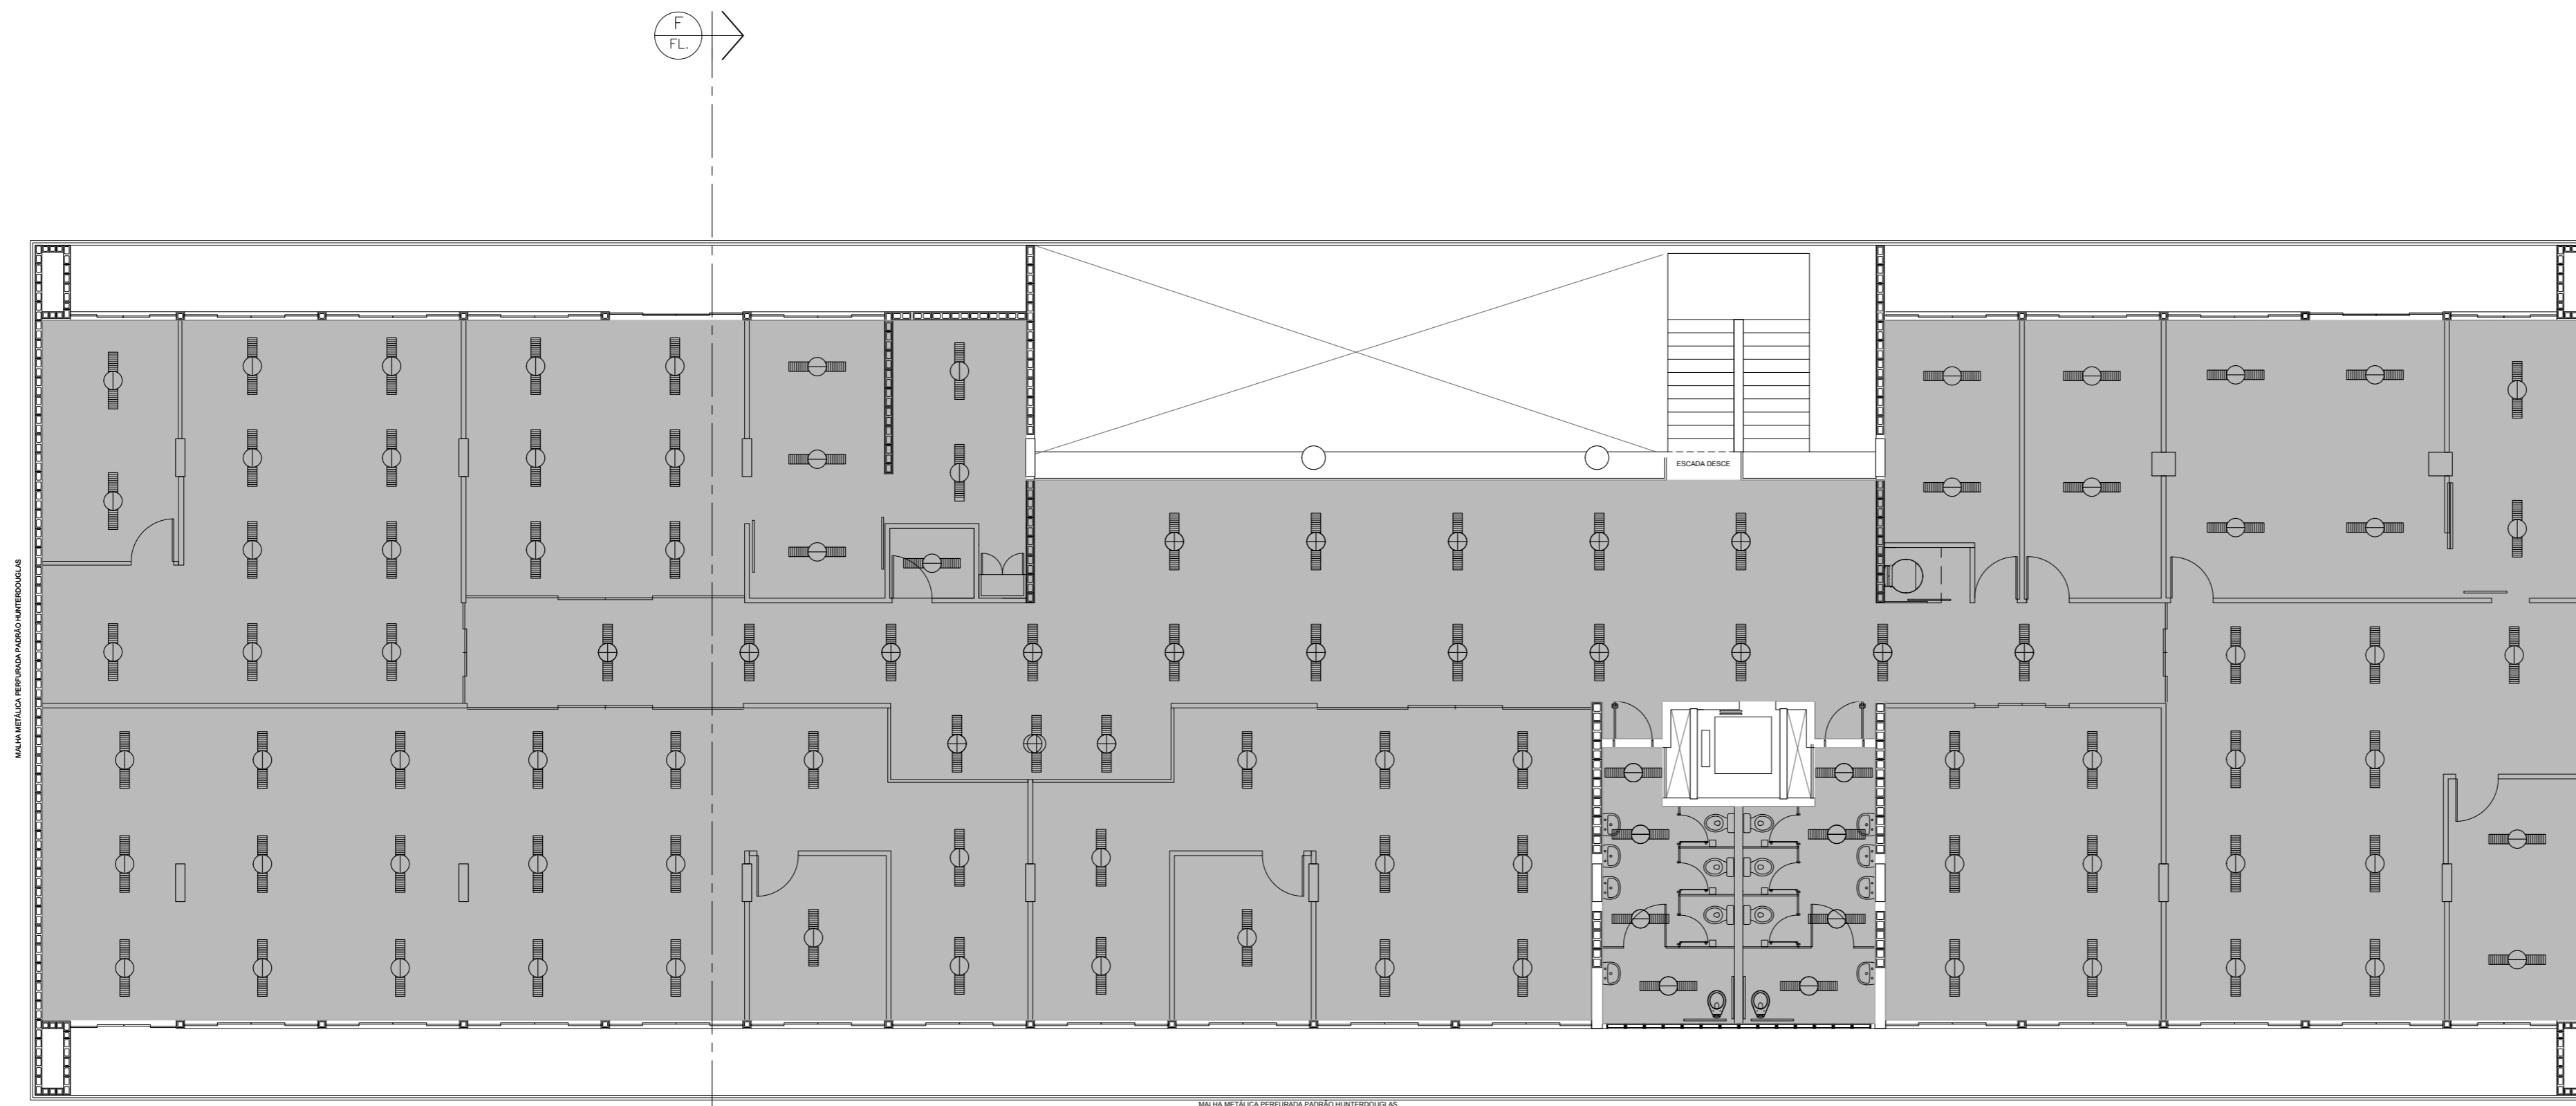 F
FL.
ESCADA DESCE
MALHA METÁLICA PERFURADA PADRÃO HUNTERDOUGLAS
MALHA METÁLICA PERFURADA PADRÃO HUNTERDOUGLAS